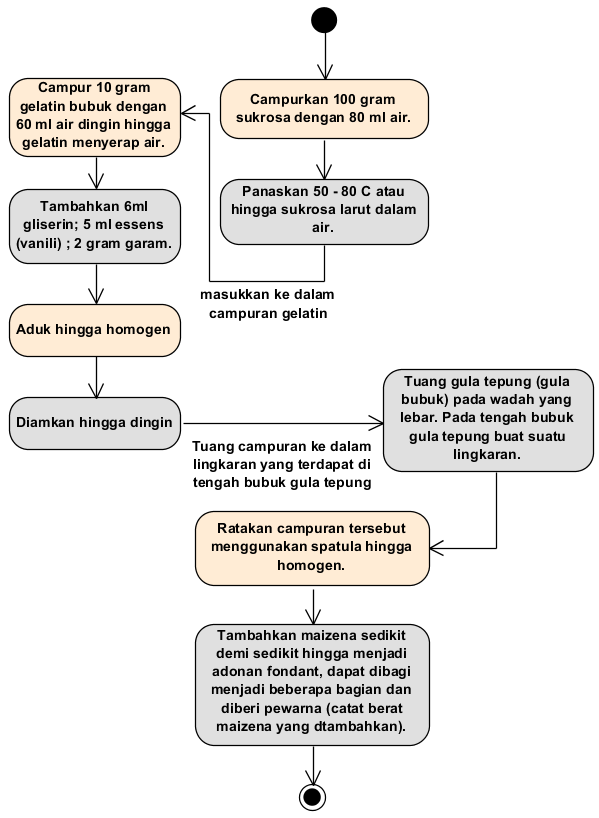 Campurkan 100 gram
sukrosa dengan 80 ml air.
Panaskan 50 - 80 C atau
hingga sukrosa larut dalam
air.
masukkan ke dalam
campuran gelatin
Campur 10 gram
gelatin bubuk dengan
60 ml air dingin hingga
gelatin menyerap air.
Tambahkan 6ml
gliserin; 5 ml essens
(vanili) ; 2 gram garam.
Aduk hingga homogen
Diamkan hingga dingin
Tuang campuran ke dalam
lingkaran yang terdapat di
tengah bubuk gula tepung
Tuang gula tepung (gula
bubuk) pada wadah yang
lebar. Pada tengah bubuk
gula tepung buat suatu
lingkaran.
Ratakan campuran tersebut
menggunakan spatula hingga
homogen.
Tambahkan maizena sedikit
demi sedikit hingga menjadi
adonan fondant, dapat dibagi
menjadi beberapa bagian dan
diberi pewarna (catat berat
maizena yang dtambahkan).